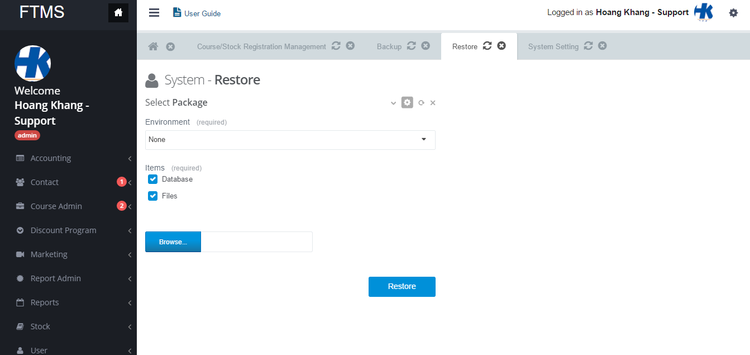 FTMS
User Guide
Logged in as Hoang Khang - Support
Course/Stock Registration Management
Backup
Restore
System Setting
Welcome
Hoang Khang -
Support
admin
Accounting
Contact
1
Course Admin
2
Discount Program
Marketing
Report Admin
Reports
Stock
User
System - Restore
Select Package
Environment (required)
None
Items (required)
Database
Files
Browse...
Restore